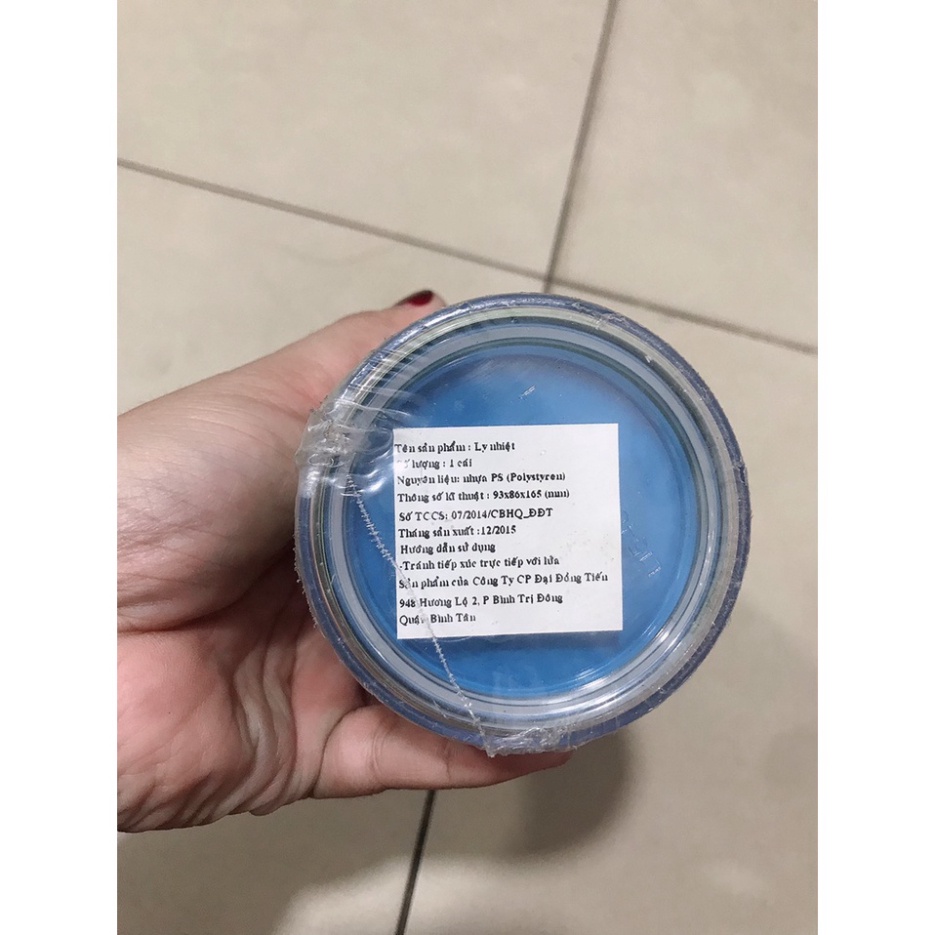 Tên sản phẩm : Ly nhiệt
Số lượng : 1 cái
Nguyên liệu: nhựa PS (Polystyren)
Thông số kĩ thuật : 93x86x165 (mm)
Số TCCS: 07/2014/CBHQ_ĐĐT
Tháng sản xuất :12/2015
Hướng dẫn sử dụng
-Tránh tiếp xúc trực tiếp với lửa
Sản phẩm của Công Ty CP Đại Đồng Tiến
948 Hương Lộ 2, P Bình Trị Đông
Quận Bình Tân